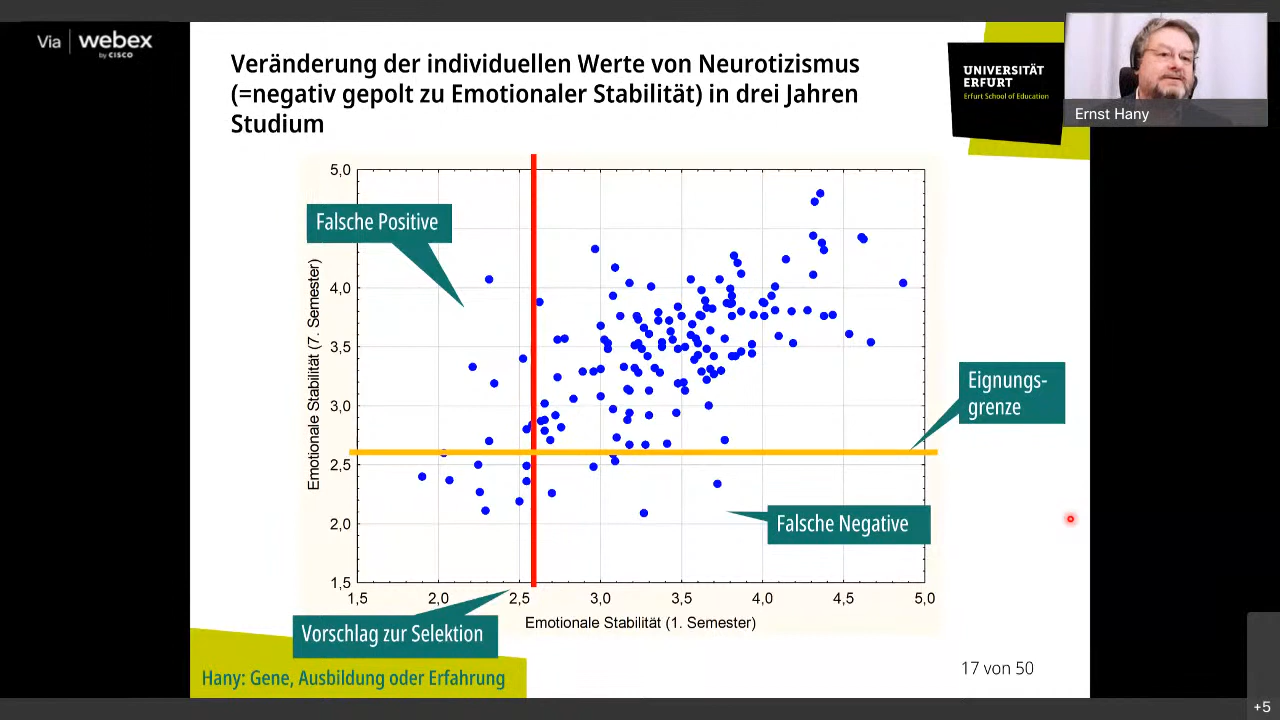 Via webex
by CISCO
Veränderung der individuellen Werte von Neurotizismus
(=negativ gepolt zu Emotionaler Stabilität) in drei Jahren
Studium
UNIVERSITÄT
ERFURT
Erfurt School of Education
Ernst Hany
Falsche Positive
Eignungs-
grenze
Falsche Negative
Vorschlag zur Selektion
Emotionale Stabilität (7. Semester)
5,0
4,0
3,5
3,0
2,5
2,0
1,5
1,5 2,0 2,5 3,0 3,5 4,0 4,5 5,0
Emotionale Stabilität (1. Semester)
Hany: Gene, Ausbildung oder Erfahrung
17 von 50
+5